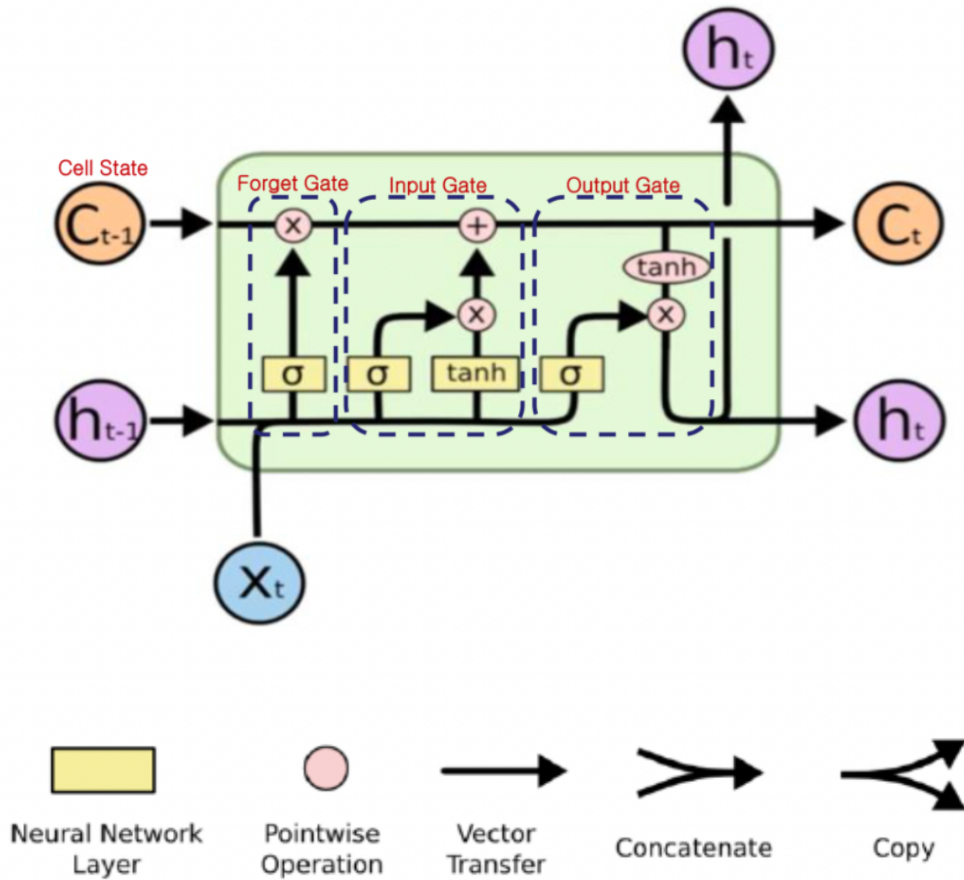 hₜ
Cell State
Forget Gate Input Gate Output Gate
Cₜ₋₁ x + Cₜ
tanh
x x
σ σ tanh σ
hₜ₋₁ hₜ
xₜ
Neural Network Layer
Pointwise Operation
Vector Transfer
Concatenate
Copy